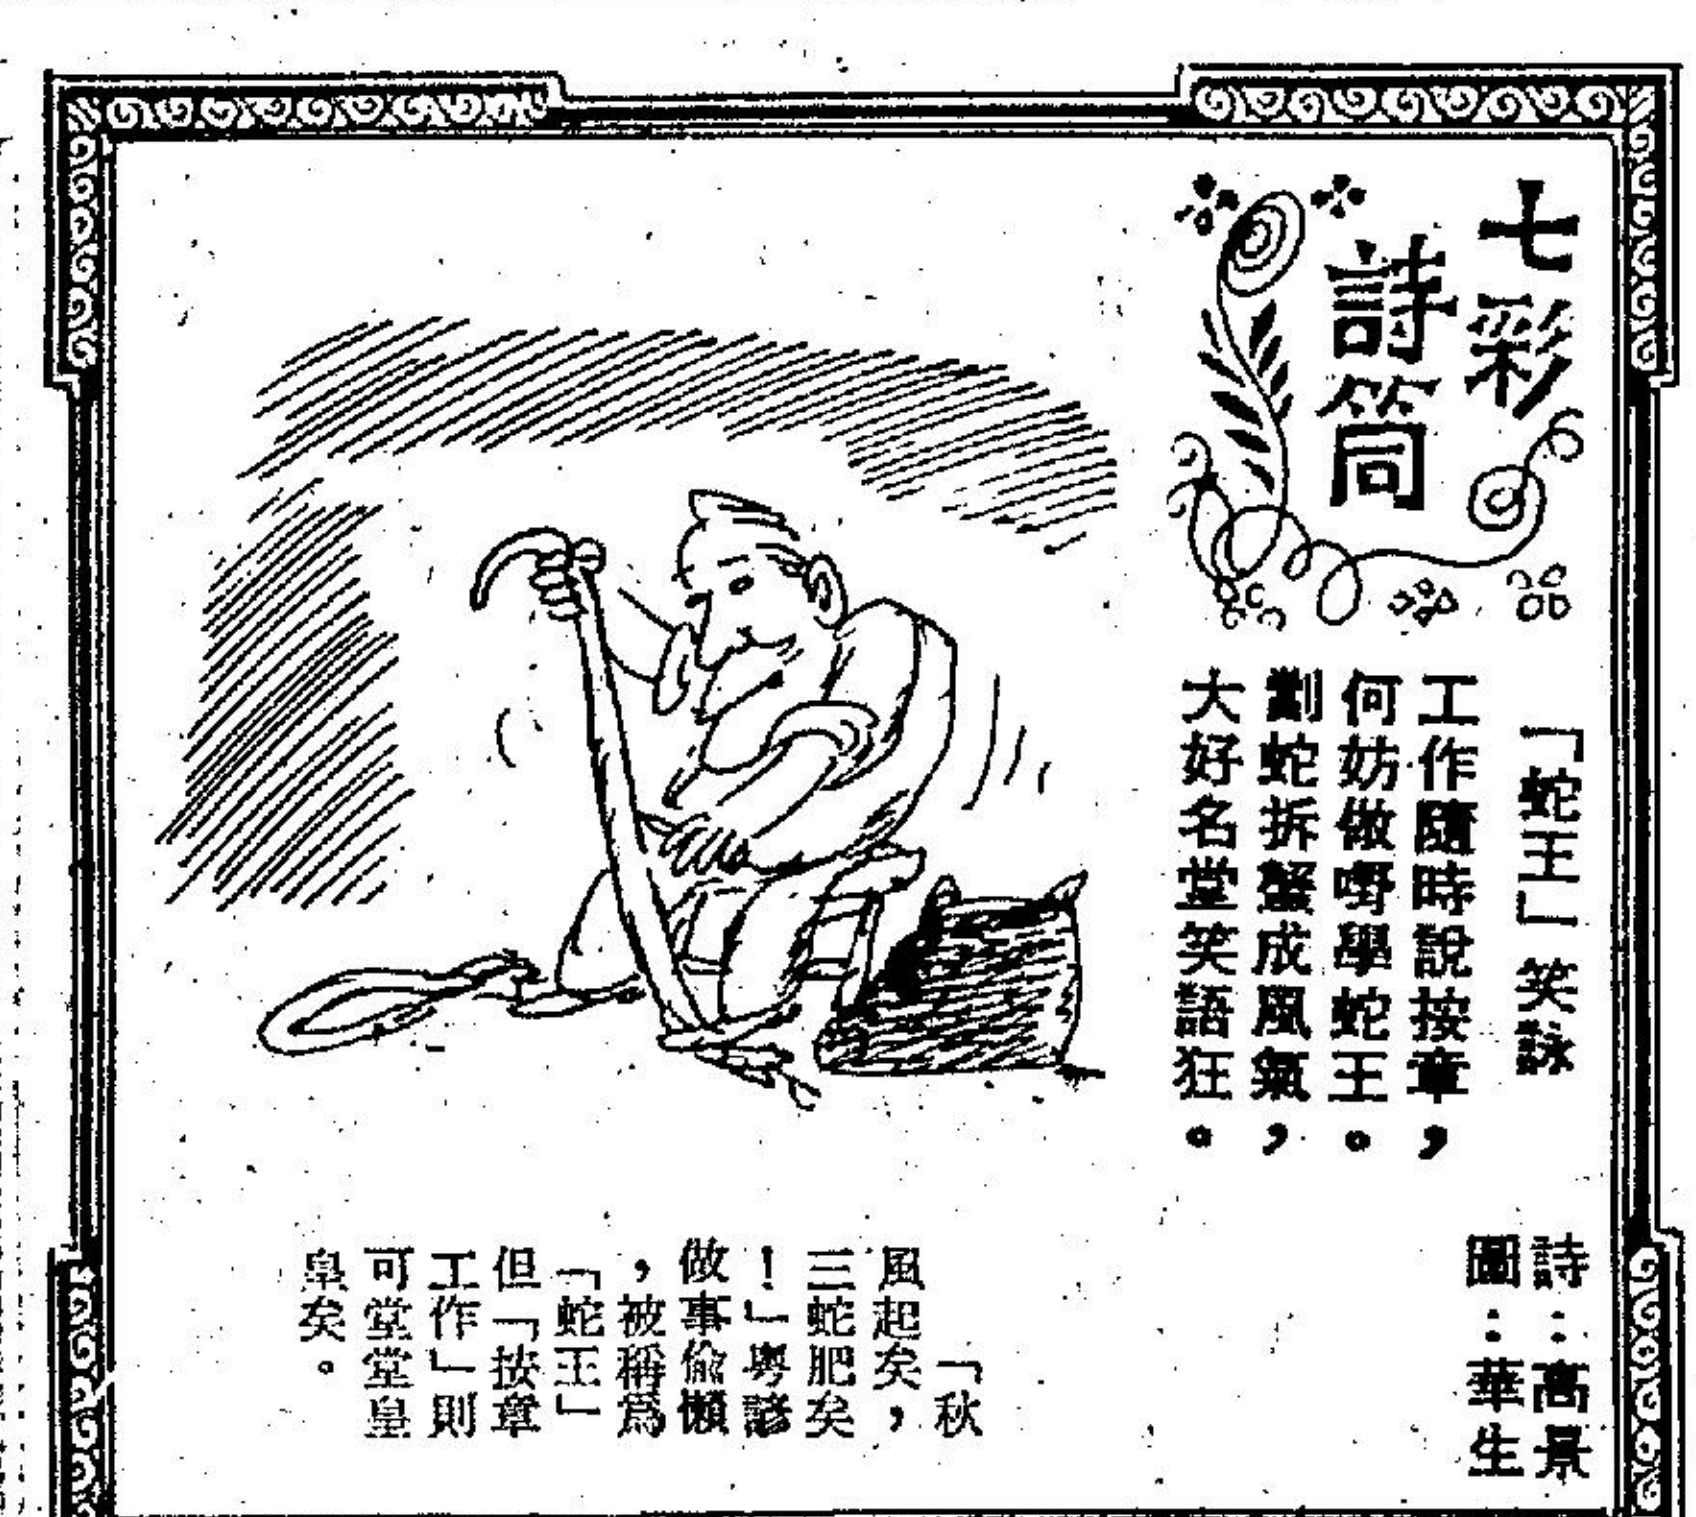 七彩
詩筒
「蛇王」笑詠
工作隨時說按章，
何妨做嘢學蛇王。
劏蛇拆蟹成風氣，
大好名堂笑語狂。
詩：高景
圖：華生
「秋
風起矣，
三蛇肥矣
！」粵諺
做事偷懶
，被稱爲
「蛇王」
但「按章
工作」則
可堂堂皇
皇矣。